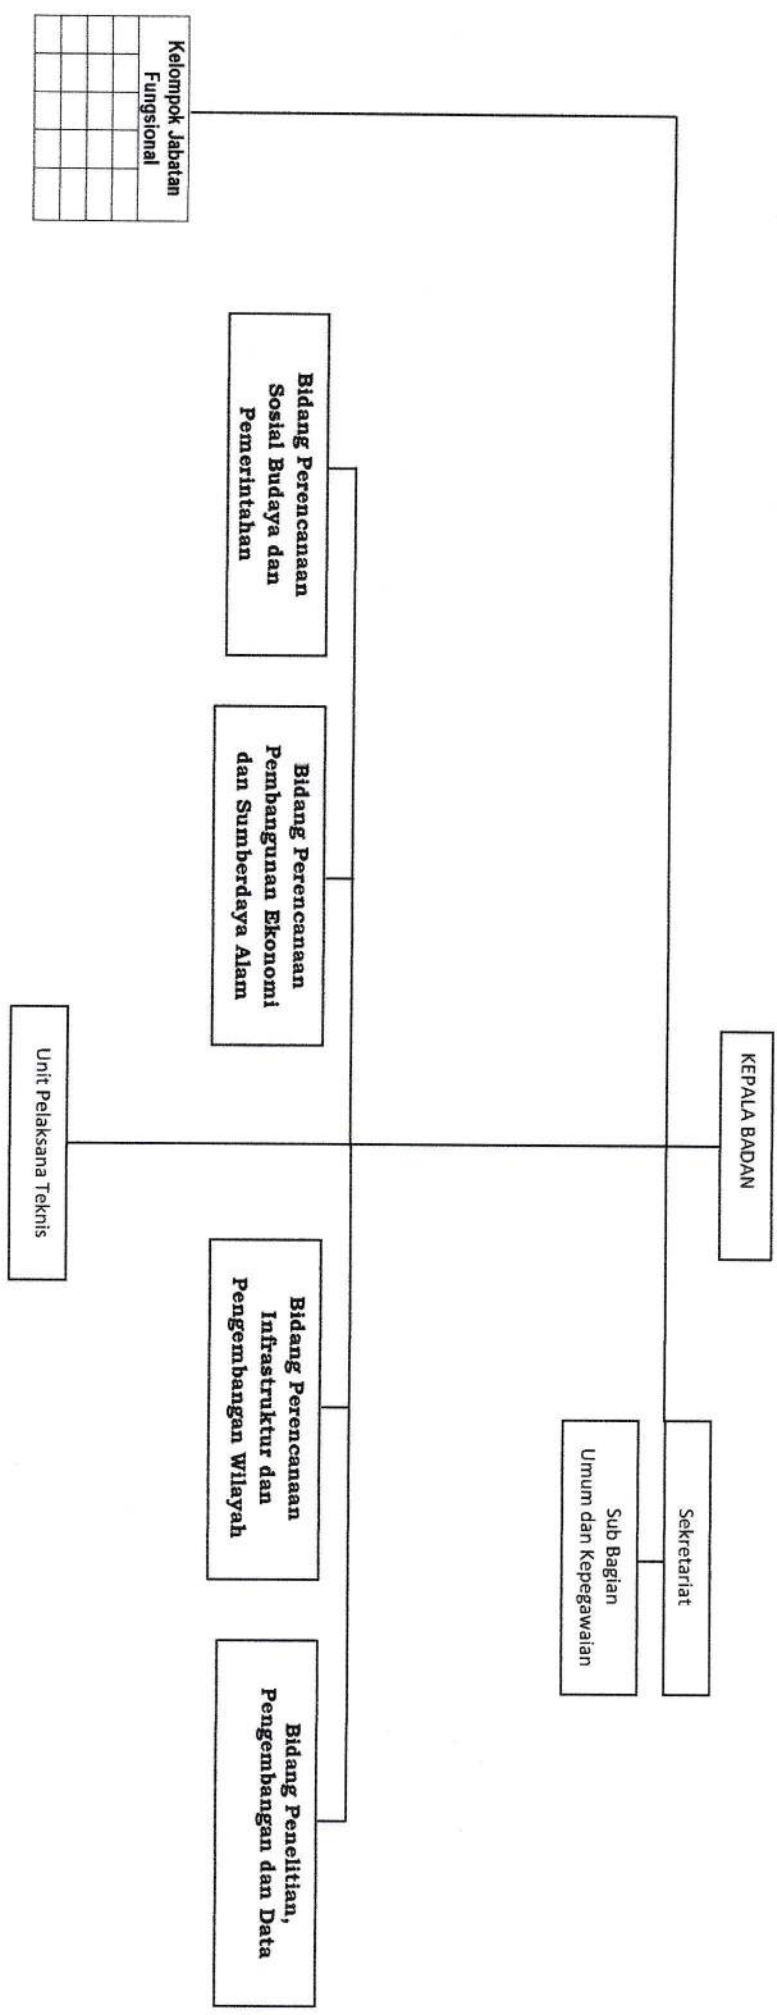 KEPALA BADAN
Sekretariat
Sub Bagian
Umum dan Kepegawaian
Kelompok Jabatan
Fungsional
Bidang Perencanaan
Sosial Budaya dan
Pemerintahan
Bidang Perencanaan
Pembangunan Ekonomi
dan Sumberdaya Alam
Bidang Perencanaan
Infrastruktur dan
Pengembangan Wilayah
Bidang Penelitian,
Pengembangan dan Data
Unit Pelaksana Teknis